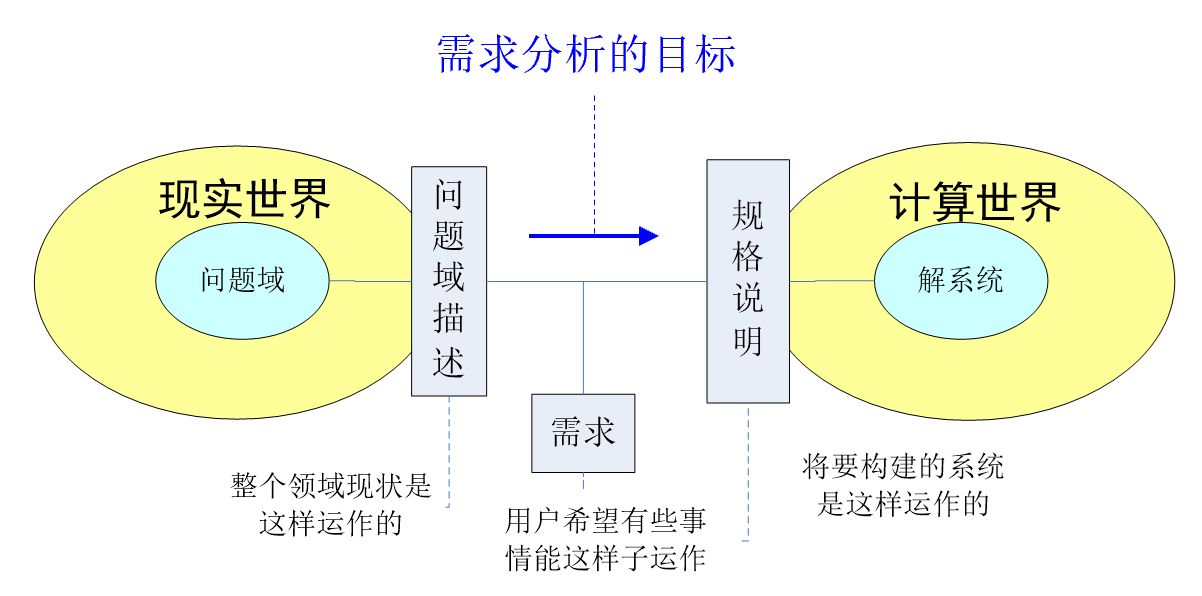 需求分析的目标
现实世界
问题域
问题域描述
规格说明
计算世界
解系统
需求
整个领域现状是
这样运作的
用户希望有些事
情能这样子运作
将要构建的系统
是这样运作的